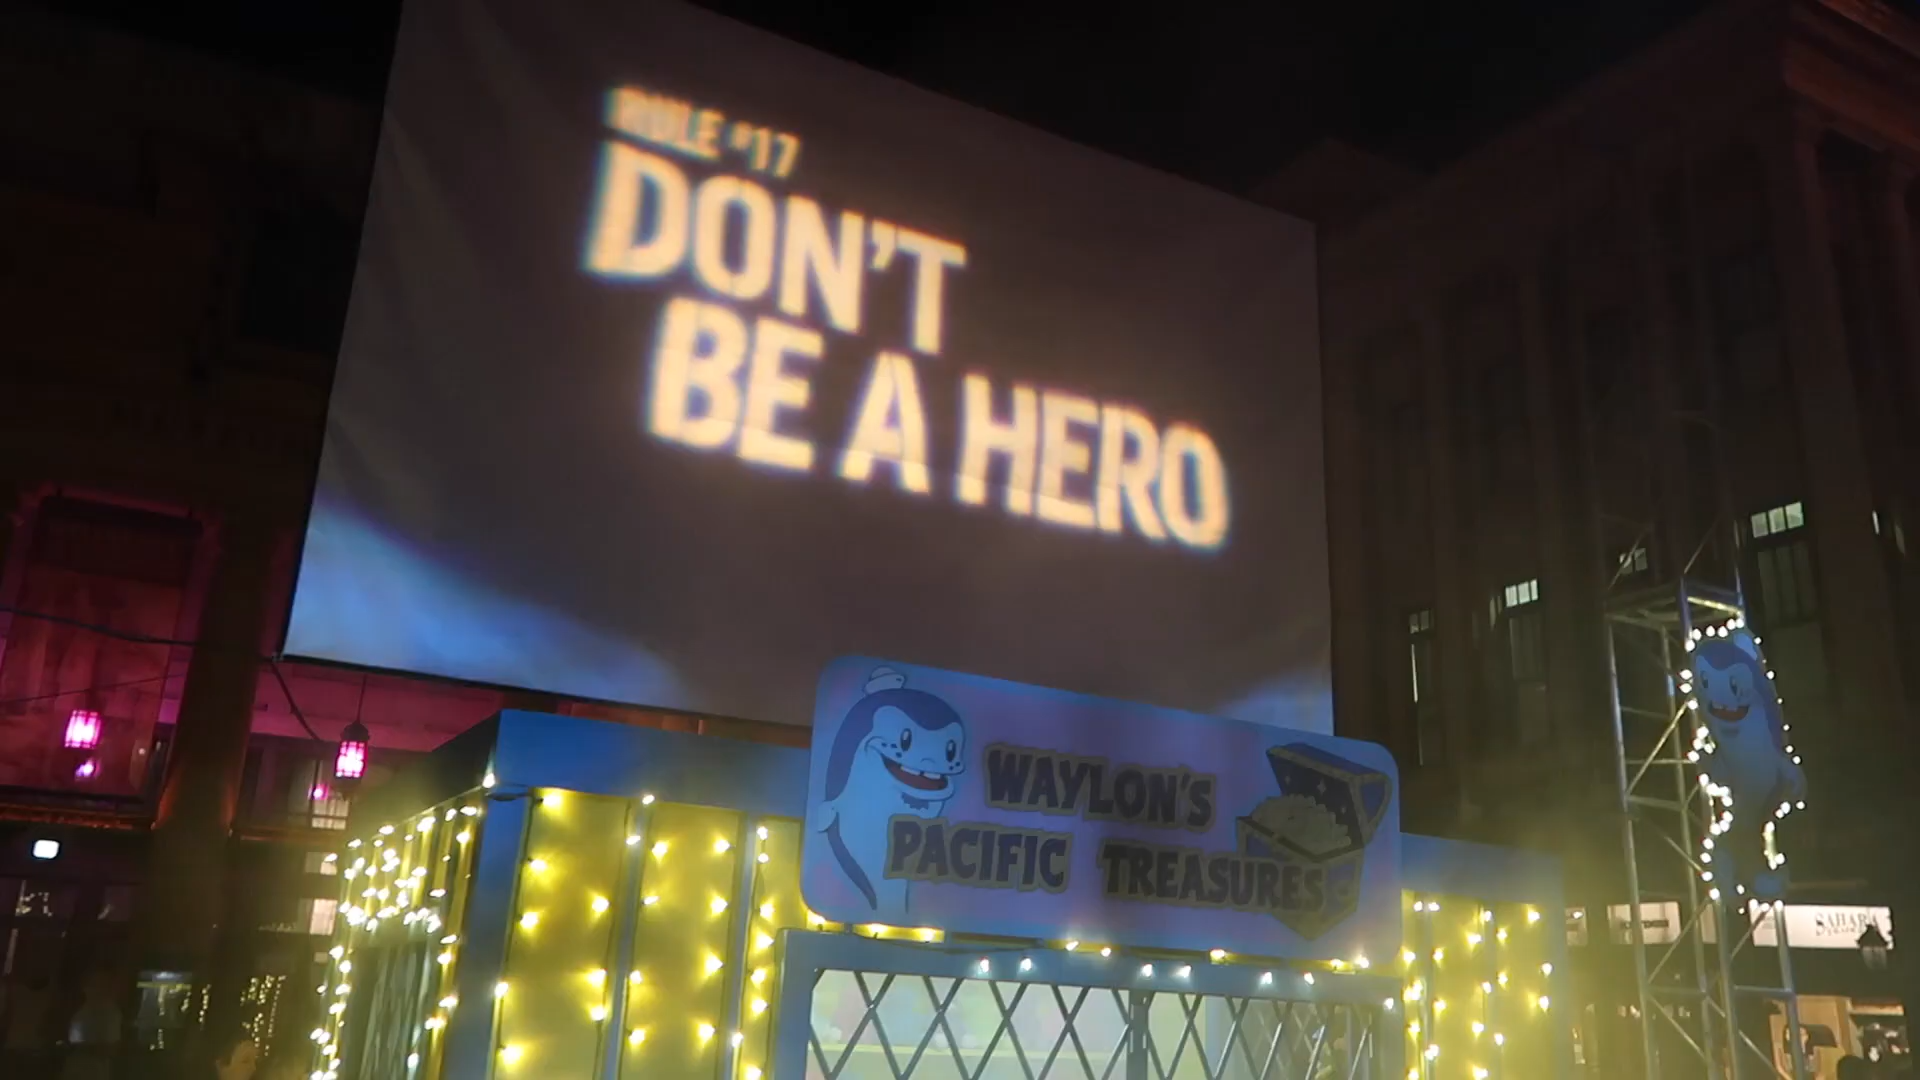 RULE #17
DON'T
BE A HERO
WAYLON'S
PACIFIC TREASURES
SAHARA